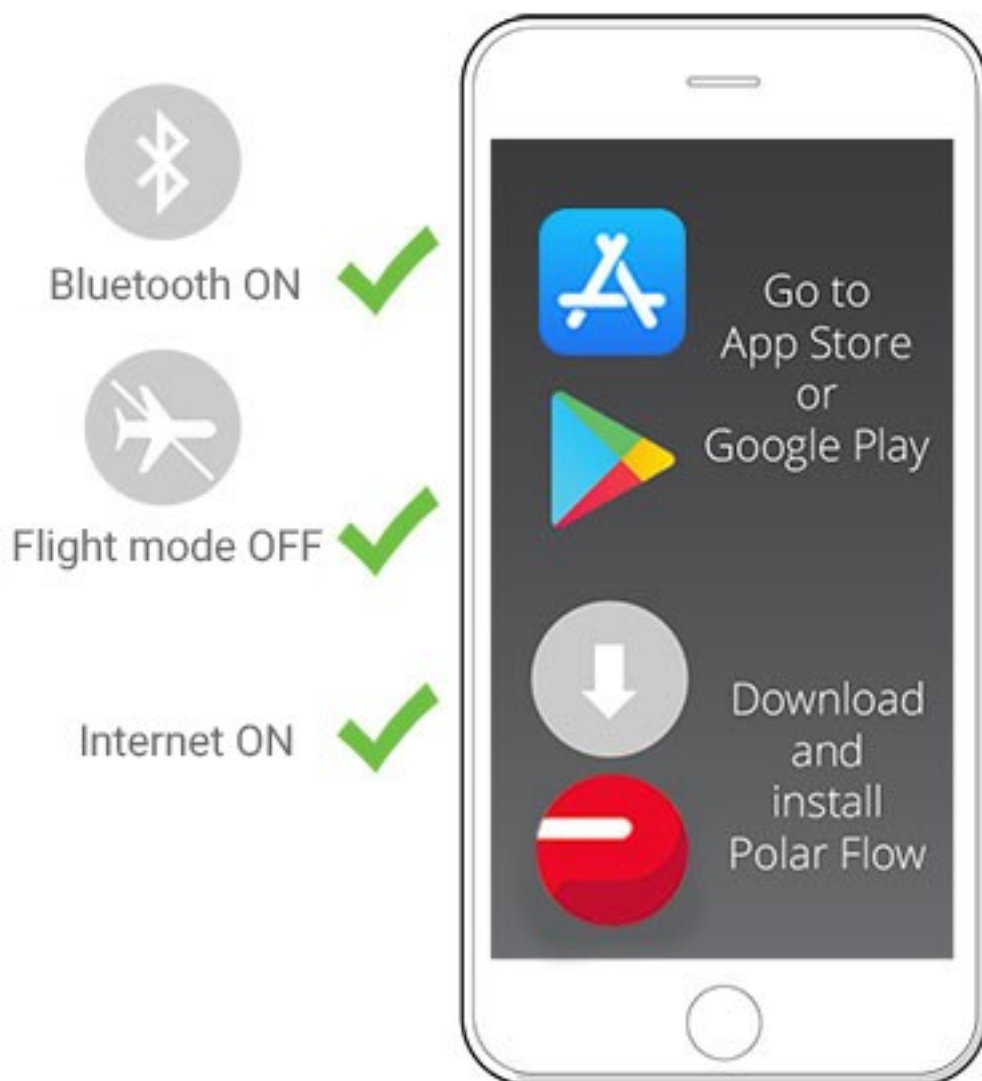 Bluetooth ON
Flight mode OFF
Internet ON
Go to
App Store
or
Google Play
Download
and
install
Polar Flow